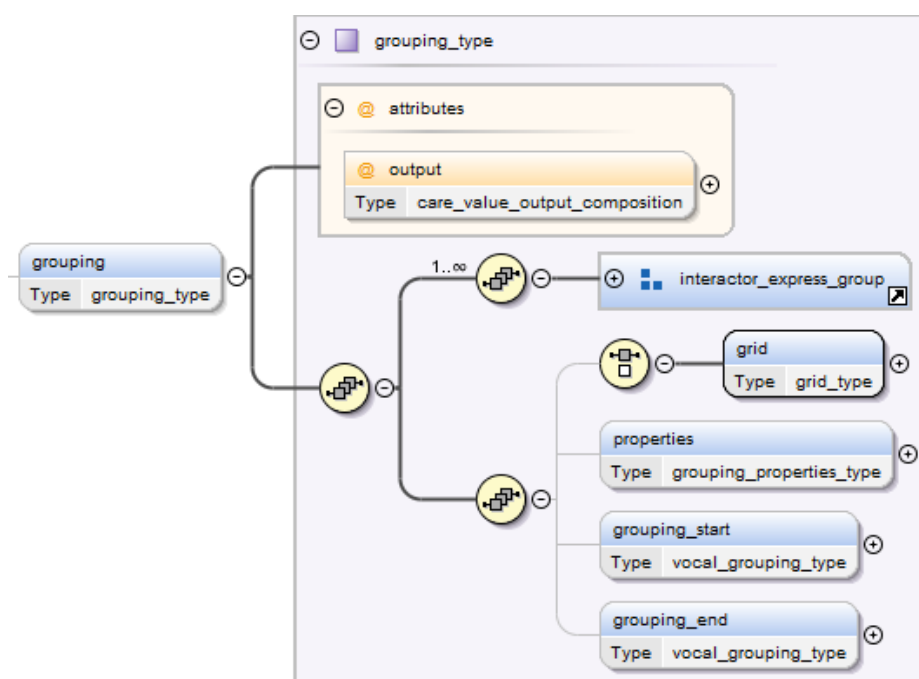 grouping_type
@ attributes
@ output
Type care_value_output_composition
grouping
Type grouping_type
1..∞
interactor_express_group
grid
Type grid_type
properties
Type grouping_properties_type
grouping_start
Type vocal_grouping_type
grouping_end
Type vocal_grouping_type